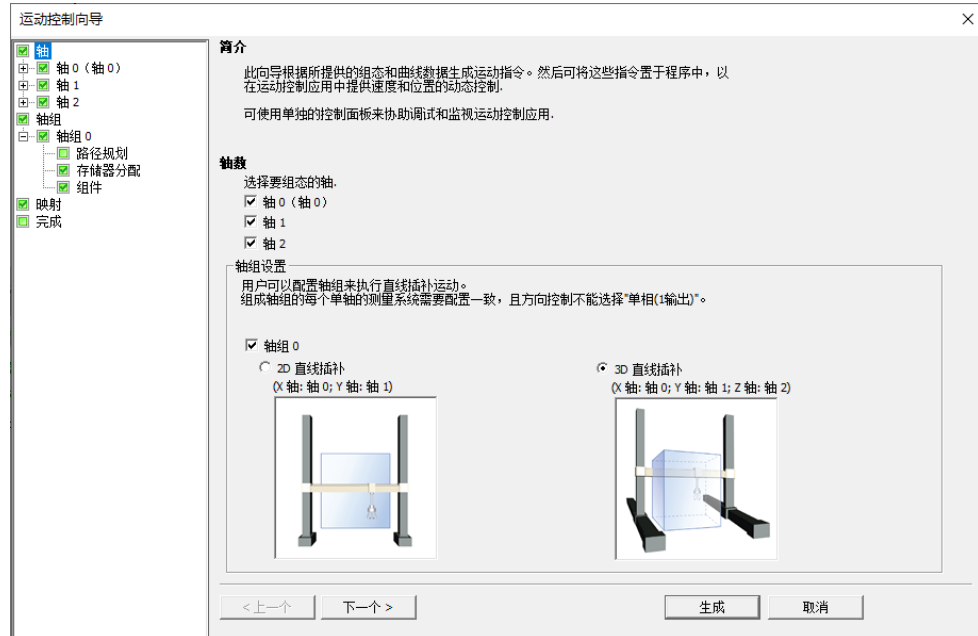 运动控制向导
轴
轴 0（轴 0）
轴 1
轴 2
轴组
轴组 0
路径规划
存储器分配
组件
映射
完成
简介
此向导根据所提供的组态和曲线数据生成运动指令。然后可将这些指令置于程序中，以
在运动控制应用中提供速度和位置的动态控制.
可使用单独的控制面板来协助调试和监视运动控制应用.
轴数
选择要组态的轴.
轴 0（轴 0）
轴 1
轴 2
轴组设置
用户可以配置轴组来执行直线插补运动。
组成轴组的每个单轴的测量系统需要配置一致，且方向控制不能选择"单相(1输出)"。
轴组 0
2D 直线插补
(X 轴: 轴 0; Y 轴: 轴 1)
3D 直线插补
(X 轴: 轴 0; Y 轴: 轴 1; Z 轴: 轴 2)
<上一个
下一个 >
生成
取消